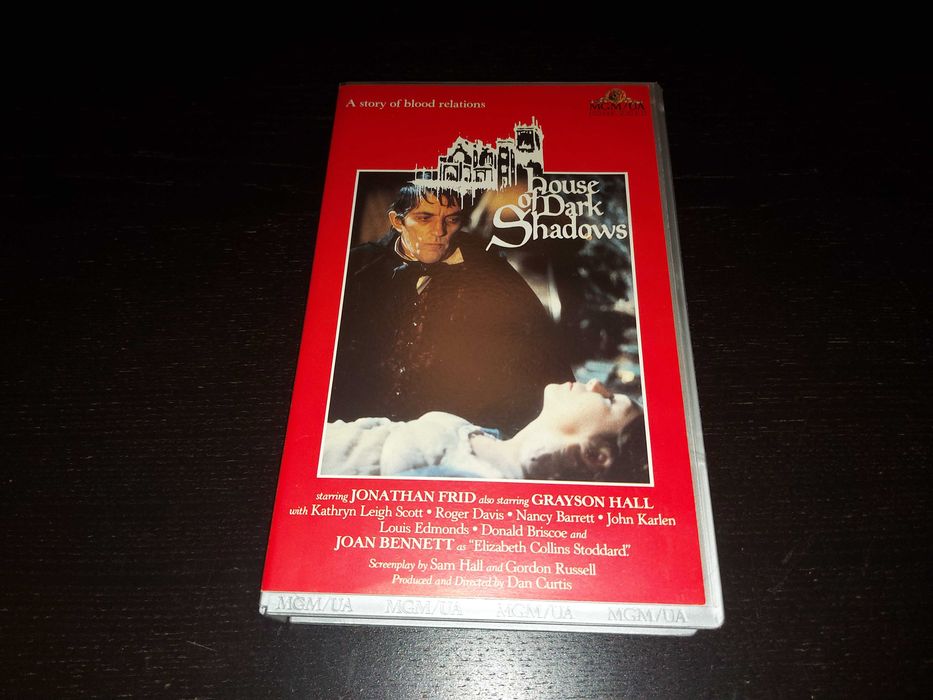 A story of blood relations
MGM/UA
HOME VIDEO
house
of Dark
Shadows
starring JONATHAN FRID also starring GRAYSON HALL
with Kathryn Leigh Scott • Roger Davis • Nancy Barrett • John Karlen
Louis Edmonds • Donald Briscoe and
JOAN BENNETT as "Elizabeth Collins Stoddard."
Screenplay by Sam Hall and Gordon Russell
Produced and Directed by Dan Curtis
MGM/UA MGM/UA MGM/UA MGM/UA